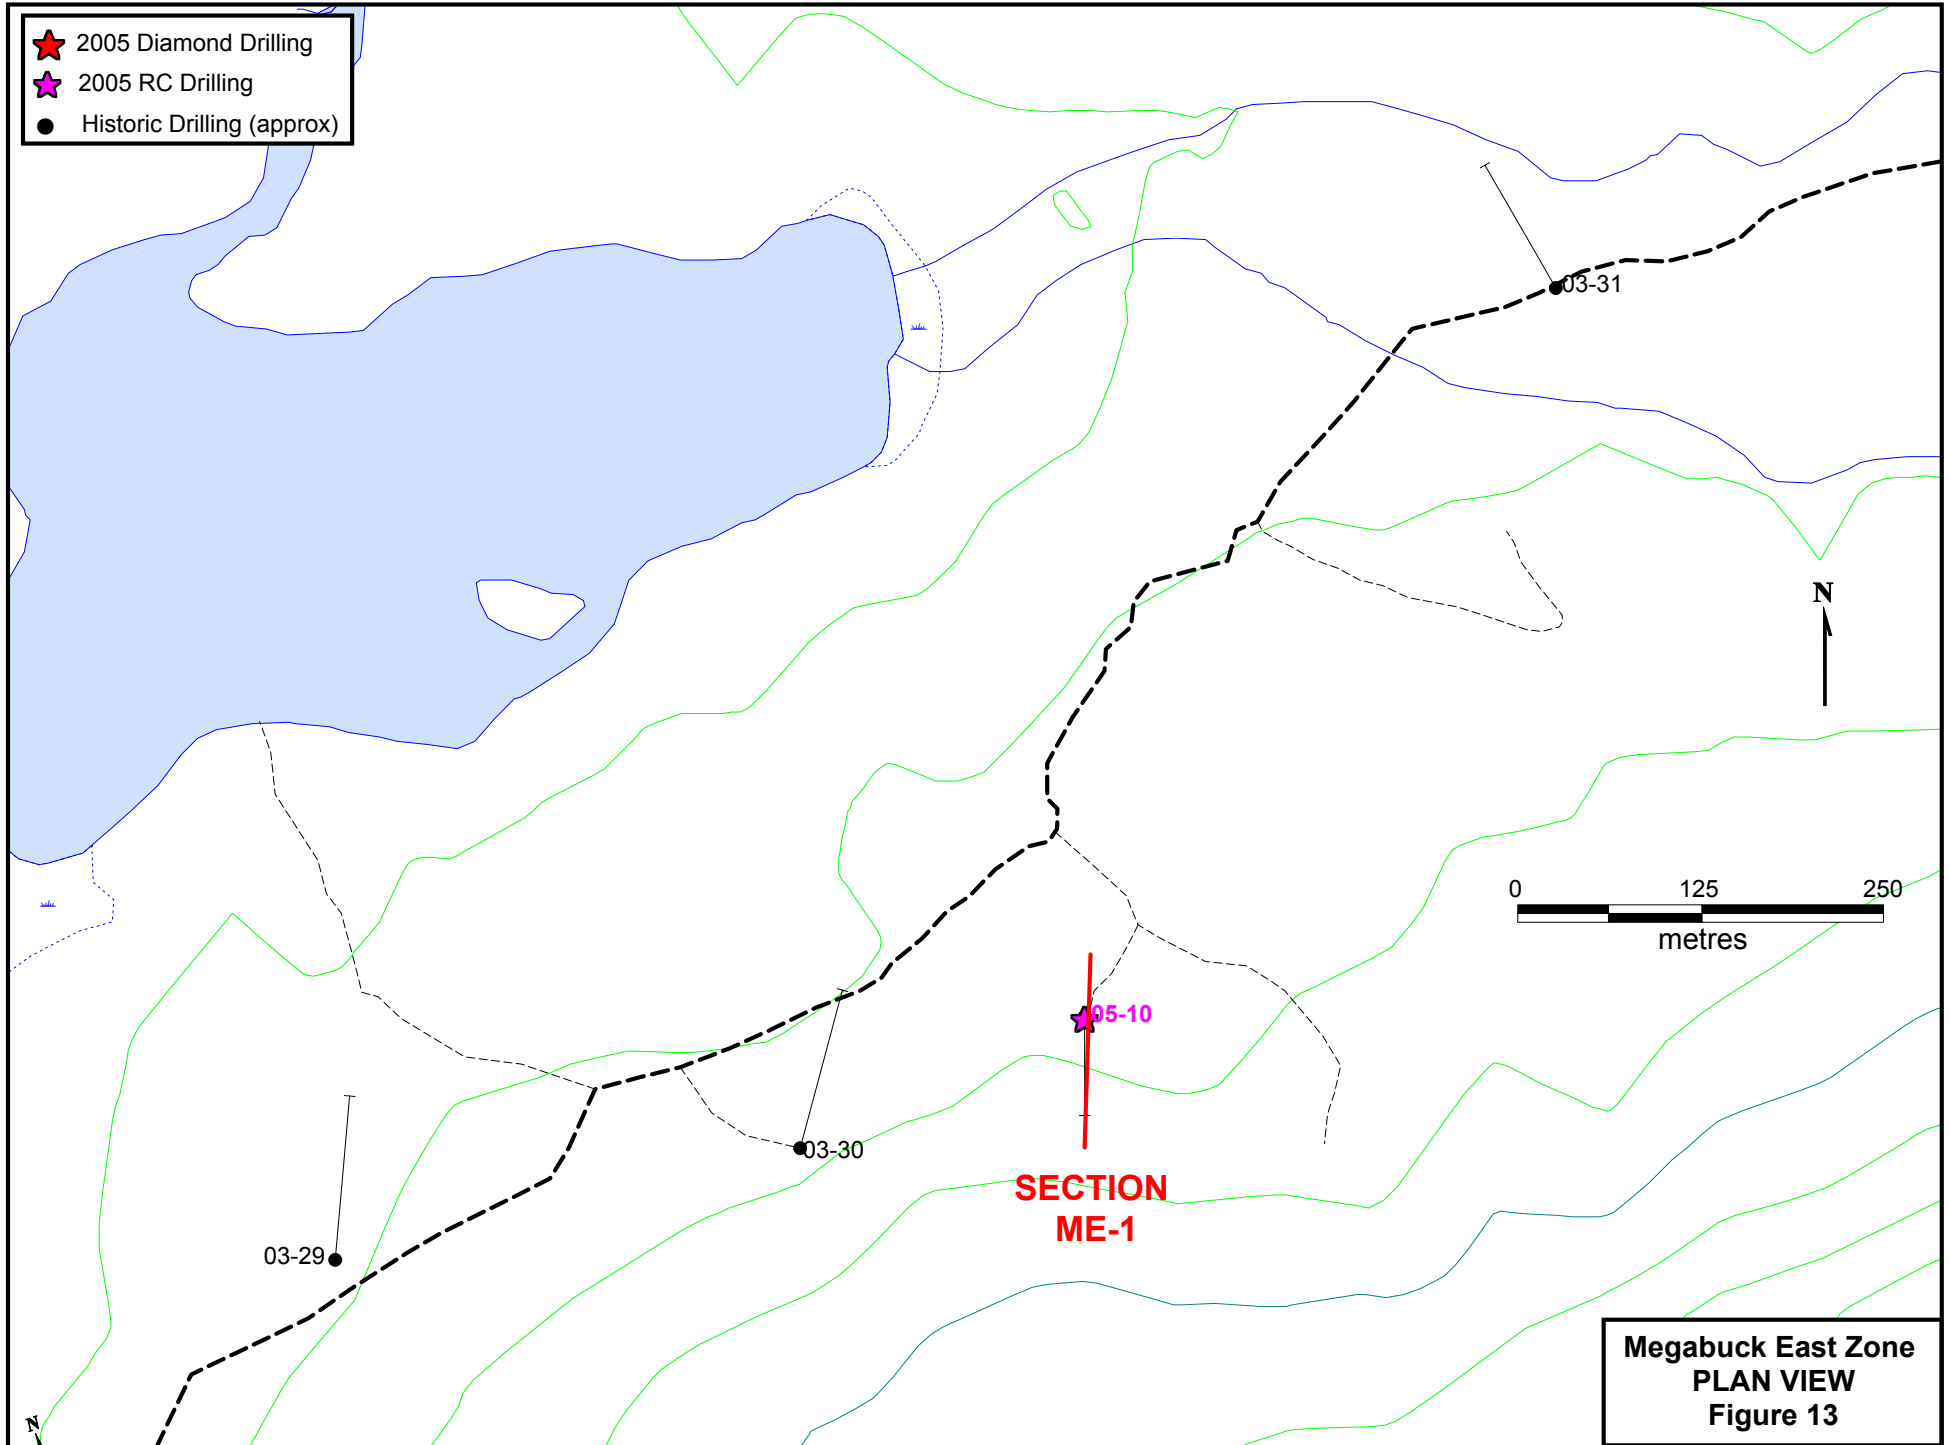 2005 Diamond Drilling
2005 RC Drilling
Historic Drilling (approx)
03-31
N
0 125 250
metres
05-10
03-30
SECTION
ME-1
03-29
Megabuck East Zone
PLAN VIEW
Figure 13
N